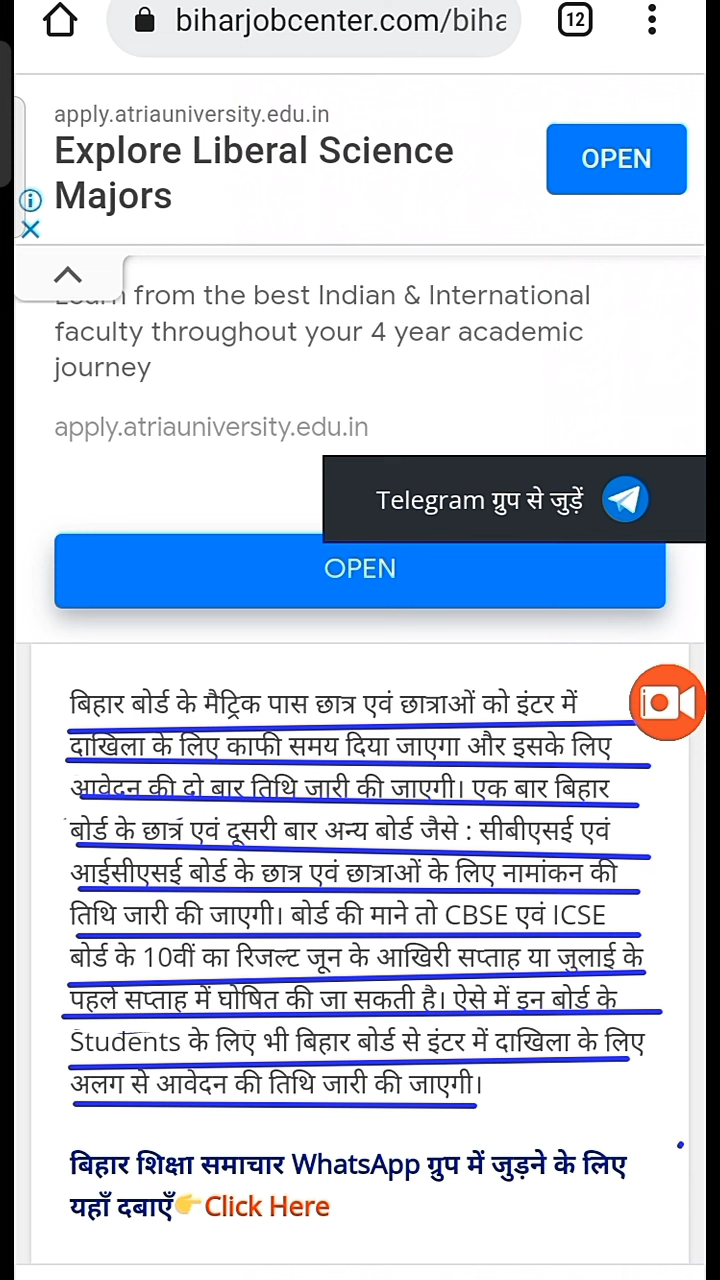 biharjobcenter.com/biha
12
apply.atriauniversity.edu.in
Explore Liberal Science
Majors
OPEN
Learn from the best Indian & International
faculty throughout your 4 year academic
journey
apply.atriauniversity.edu.in
Telegram ग्रुप से जुड़ें
OPEN
बिहार बोर्ड के मैट्रिक पास छात्र एवं छात्राओं को इंटर में
दाखिला के लिए काफी समय दिया जाएगा और इसके लिए
आवेदन की दो बार तिथि जारी की जाएगी। एक बार बिहार
बोर्ड के छात्र एवं दूसरी बार अन्य बोर्ड जैसे : सीबीएसई एवं
आईसीएसई बोर्ड के छात्र एवं छात्राओं के लिए नामांकन की
तिथि जारी की जाएगी। बोर्ड की माने तो CBSE एवं ICSE
बोर्ड के 10वीं का रिजल्ट जून के आखिरी सप्ताह या जुलाई के
पहले सप्ताह में घोषित की जा सकती है। ऐसे में इन बोर्ड के
Students के लिए भी बिहार बोर्ड से इंटर में दाखिला के लिए
अलग से आवेदन की तिथि जारी की जाएगी।
बिहार शिक्षा समाचार WhatsApp ग्रुप में जुड़ने के लिए
यहाँ दबाएँ👉Click Here